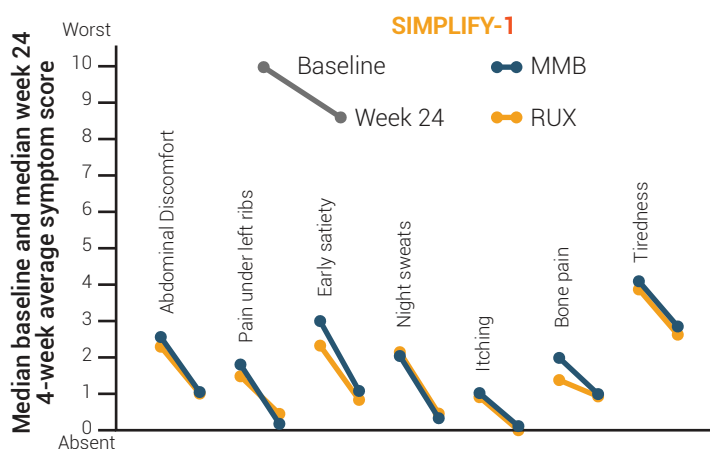 SIMPLIFY-1
Worst
Median baseline and median week 24
4-week average symptom score
10
9
8
7
6
5
4
3
2
1
0
Absent
Baseline
Week 24
MMB
RUX
Abdominal Discomfort
Pain under left ribs
Early satiety
Night sweats
Itching
Bone pain
Tiredness